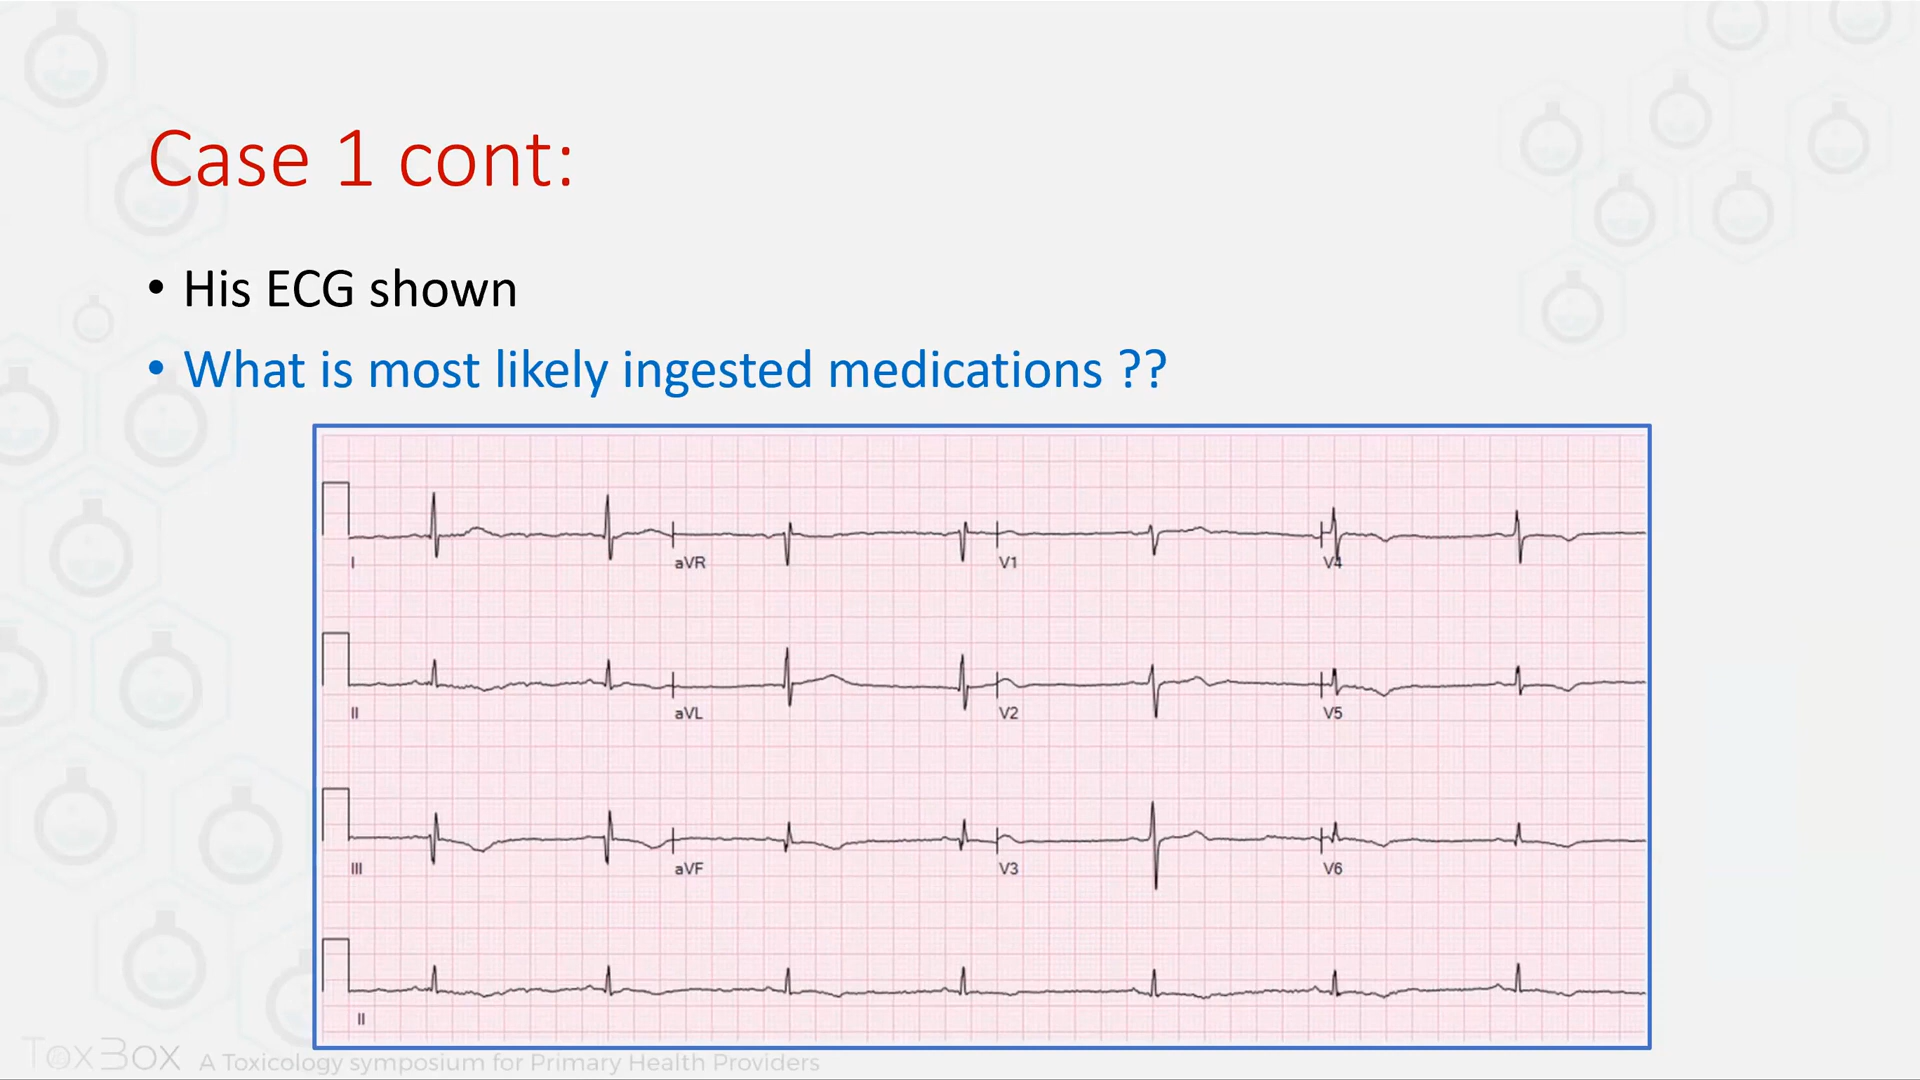 Case 1 cont:
• His ECG shown
• What is most likely ingested medications ??
I aVR V1 V4
II aVL V2 V5
III aVF V3 V6
II
ToxBox A Toxicology symposium for Primary Health Providers